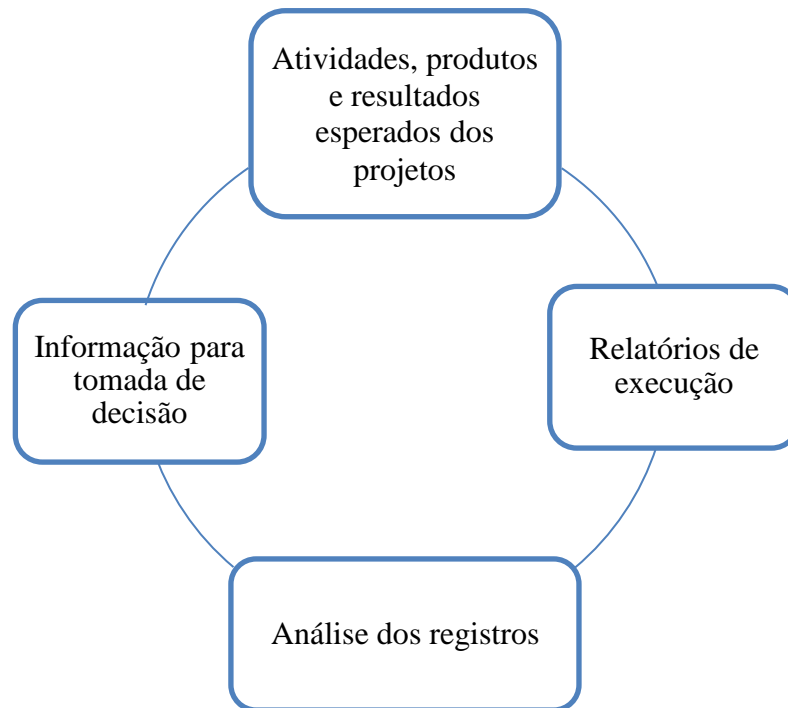 Atividades, produtos
e resultados
esperados dos
projetos
Informação para
tomada de
decisão
Relatórios de
execução
Análise dos registros